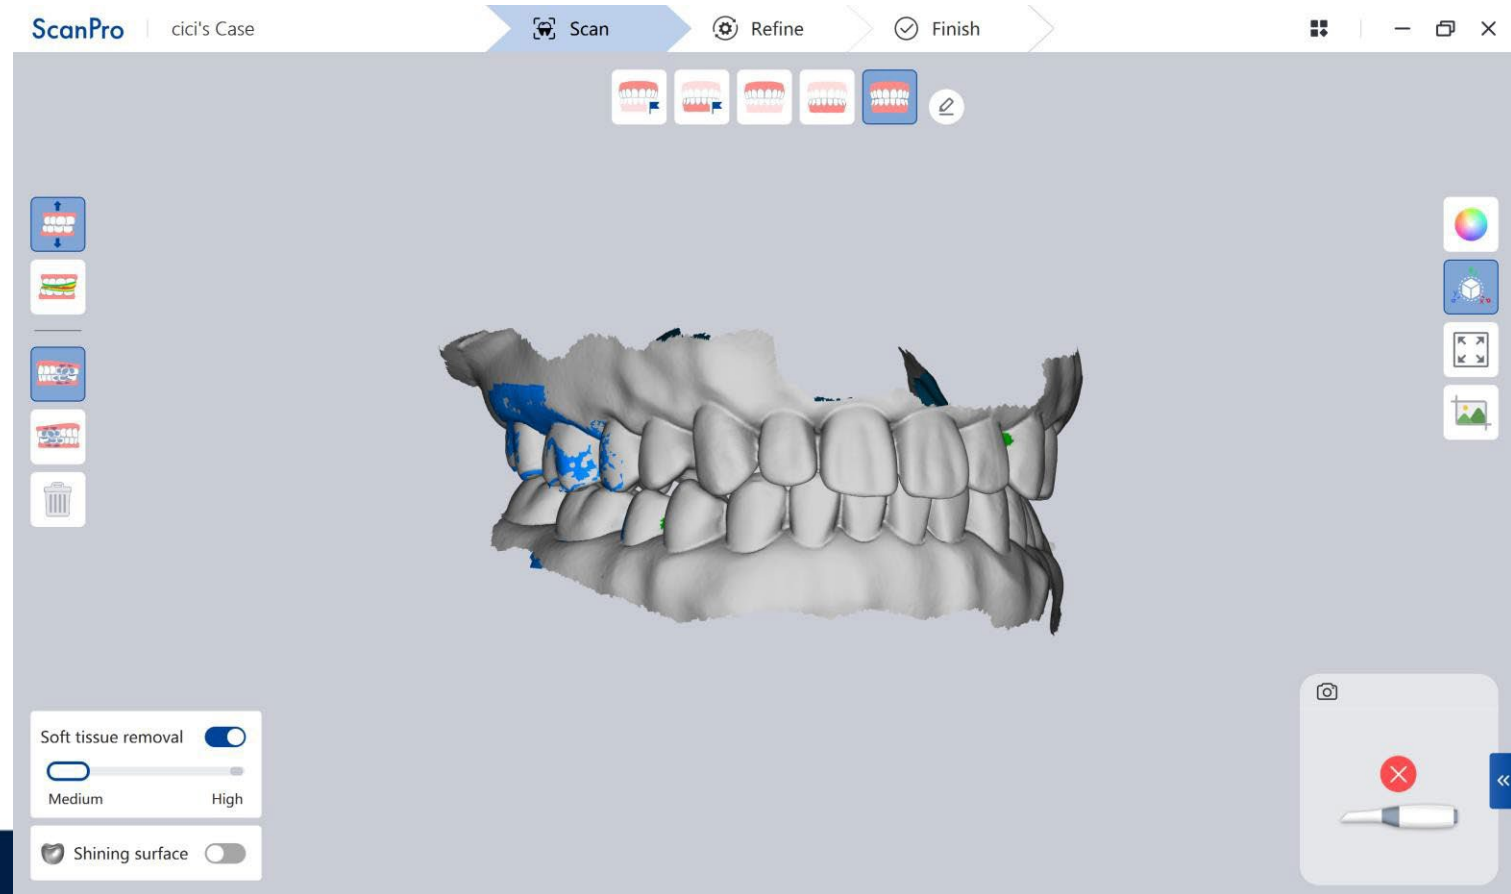 ScanPro
cici's Case
Scan
Refine
Finish
Soft tissue removal
Medium
High
Shining surface